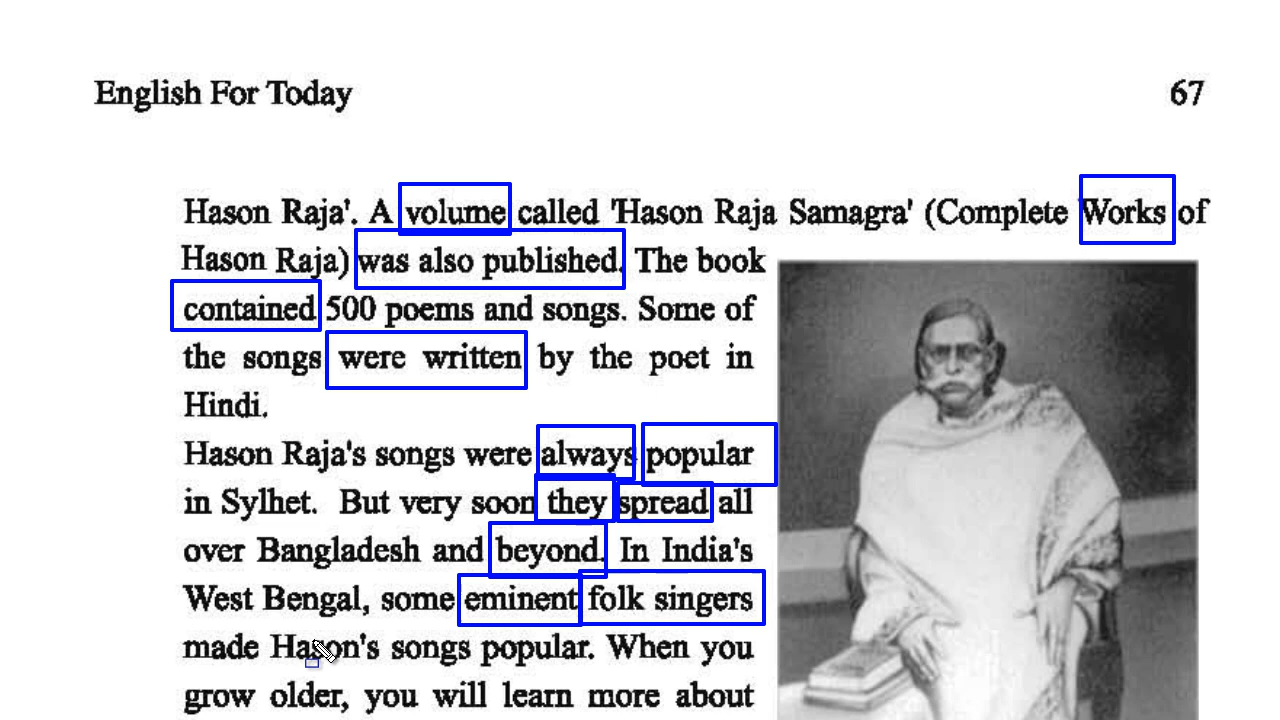 English For Today 67
Hason Raja'. A volume called 'Hason Raja Samagra' (Complete Works of
Hason Raja) was also published. The book
contained 500 poems and songs. Some of
the songs were written by the poet in
Hindi.
Hason Raja's songs were always popular
in Sylhet. But very soon they spread all
over Bangladesh and beyond. In India's
West Bengal, some eminent folk singers
made Hason's songs popular. When you
grow older, you will learn more about